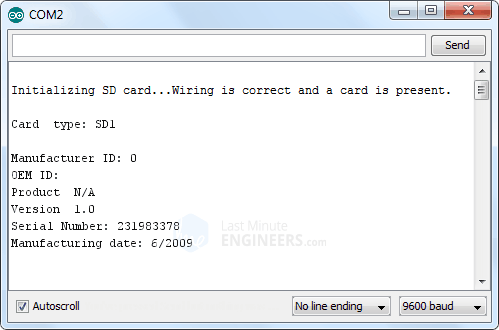 COM2
Send
Initializing SD card...Wiring is correct and a card is present.
Card  type: SD1
Manufacturer ID: 0
OEM ID:
Product  N/A
Version  1.0
Serial Number: 231983378
Manufacturing date: 6/2009
Last Minute
ENGINEERS.com
Autoscroll
No line ending
9600 baud